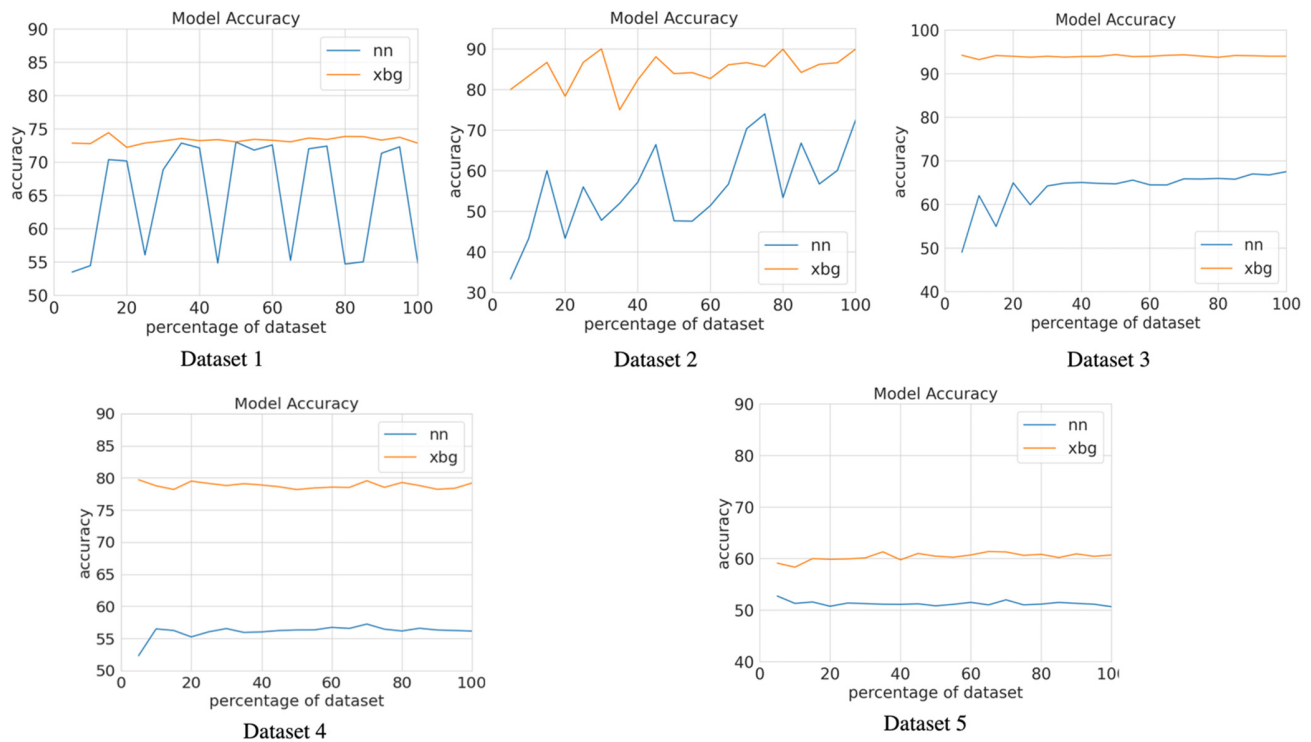 Model Accuracy
90
85
80
75
70
65
60
55
50
accuracy
nn
xbg
0 20 40 60 80 100
percentage of dataset
Dataset 1
Model Accuracy
90
80
70
60
50
40
30
accuracy
nn
xbg
0 20 40 60 80 100
percentage of dataset
Dataset 2
Model Accuracy
100
90
80
70
60
50
40
accuracy
nn
xbg
0 20 40 60 80 100
percentage of dataset
Dataset 3
Model Accuracy
90
85
80
75
70
65
60
55
50
accuracy
nn
xbg
0 20 40 60 80 100
percentage of dataset
Dataset 4
Model Accuracy
90
80
70
60
50
40
accuracy
nn
xbg
0 20 40 60 80
percentage of dataset
Dataset 5